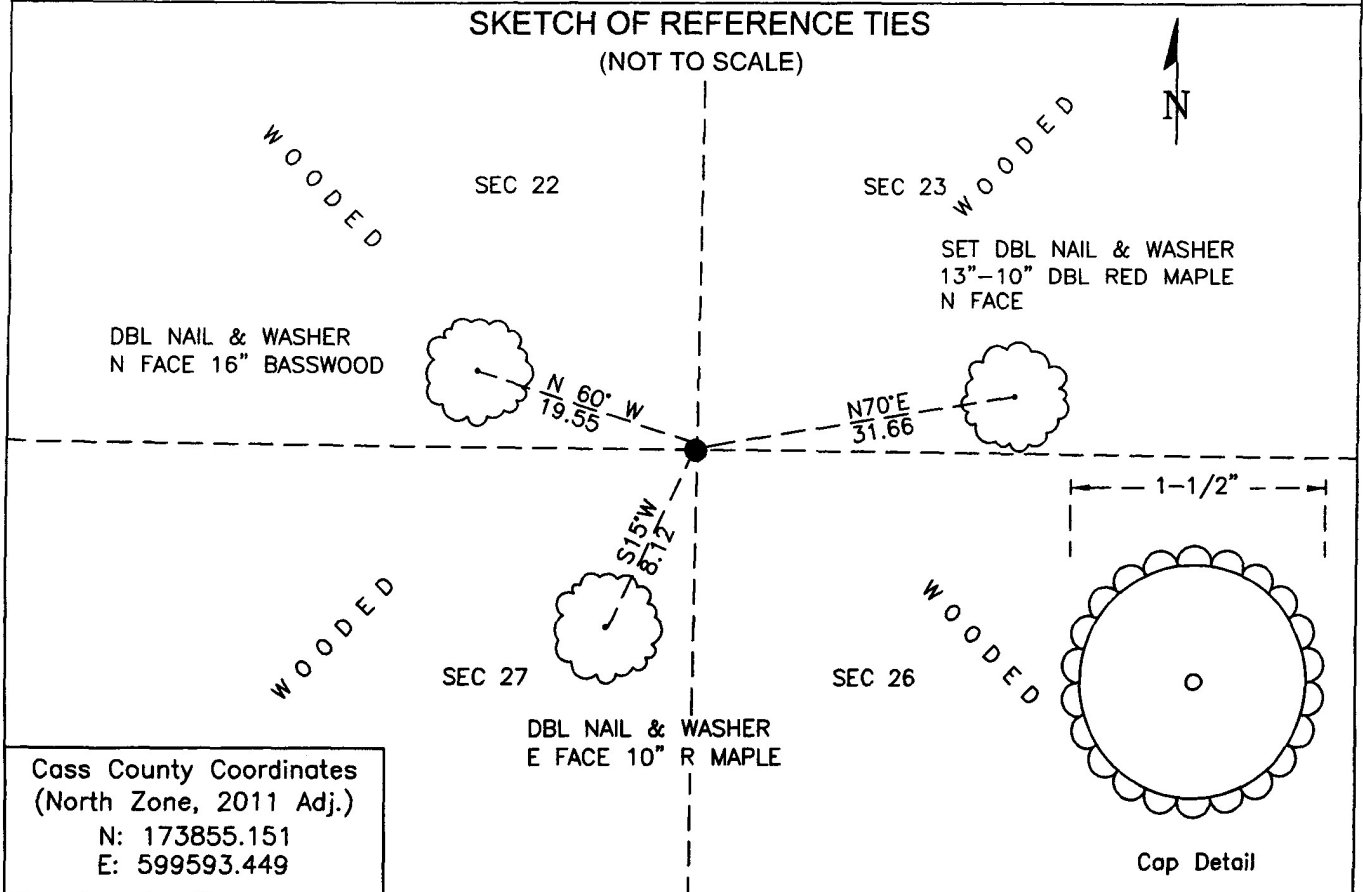 SKETCH OF REFERENCE TIES
(NOT TO SCALE)
N
WOODED
SEC 22
SEC 23
WOODED
SET DBL NAIL & WASHER
13"-10" DBL RED MAPLE
N FACE
DBL NAIL & WASHER
N FACE 16" BASSWOOD
N 60° W
19.55
N70°E
31.66
1-1/2"
S15°W
8.12
WOODED
SEC 27
SEC 26
WOODED
DBL NAIL & WASHER
E FACE 10" R MAPLE
Cass County Coordinates
(North Zone, 2011 Adj.)
N: 173855.151
E: 599593.449
Cap Detail